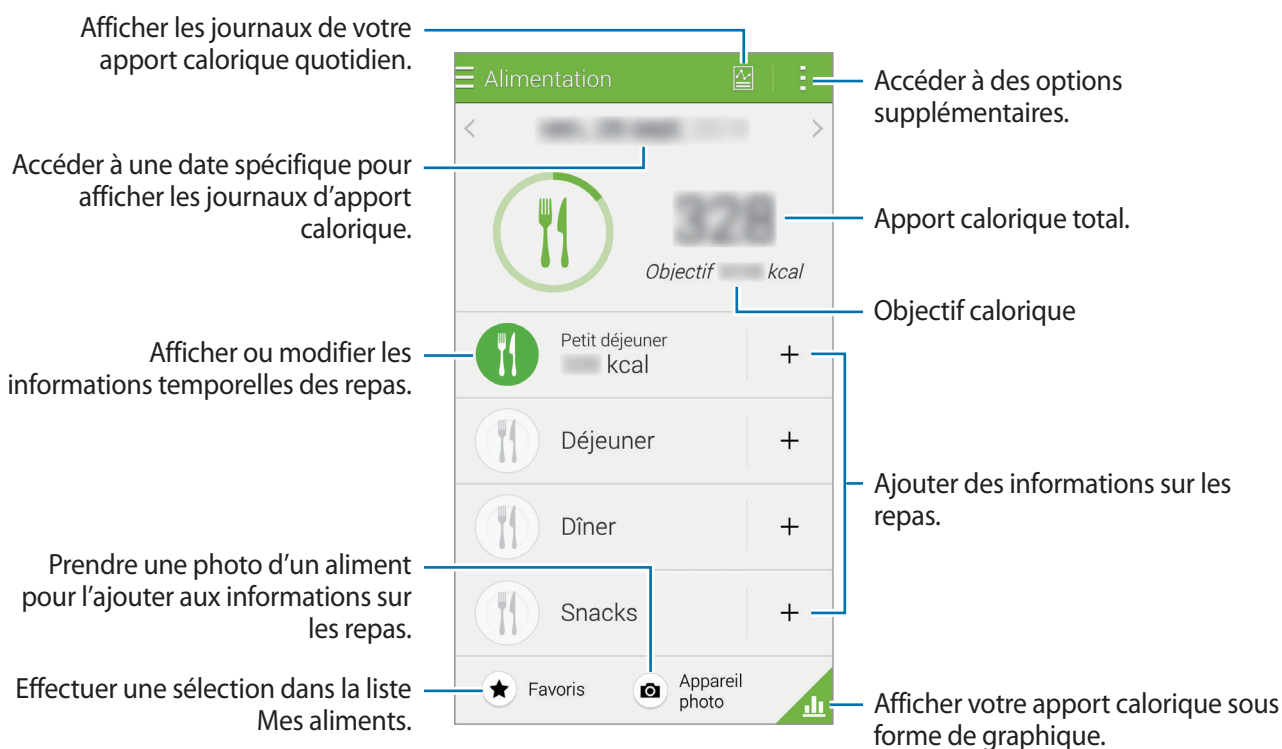 Afficher les journaux de votre
apport calorique quotidien.
Accéder à une date spécifique pour
afficher les journaux d’apport
calorique.
Afficher ou modifier les
informations temporelles des repas.
Prendre une photo d’un aliment
pour l’ajouter aux informations sur
les repas.
Effectuer une sélection dans la liste
Mes aliments.
Alimentation
328
Objectif kcal
Petit déjeuner
kcal
Déjeuner
Dîner
Snacks
Favoris
Appareil
photo
Accéder à des options
supplémentaires.
Apport calorique total.
Objectif calorique
Ajouter des informations sur les
repas.
Afficher votre apport calorique sous
forme de graphique.